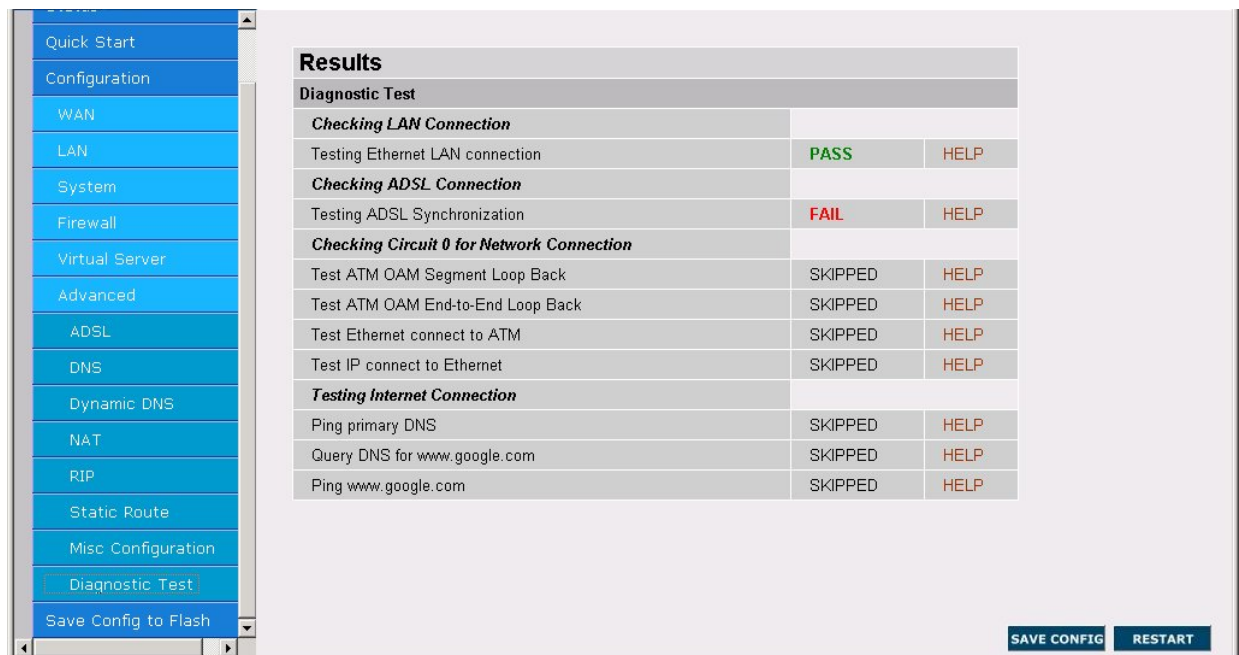 Quick Start
Configuration
WAN
LAN
System
Firewall
Virtual Server
Advanced
ADSL
DNS
Dynamic DNS
NAT
RIP
Static Route
Misc Configuration
Diagnostic Test
Save Config to Flash
Results
Diagnostic Test
Checking LAN Connection
Testing Ethernet LAN connection PASS HELP
Checking ADSL Connection
Testing ADSL Synchronization FAIL HELP
Checking Circuit 0 for Network Connection
Test ATM OAM Segment Loop Back SKIPPED HELP
Test ATM OAM End-to-End Loop Back SKIPPED HELP
Test Ethernet connect to ATM SKIPPED HELP
Test IP connect to Ethernet SKIPPED HELP
Testing Internet Connection
Ping primary DNS SKIPPED HELP
Query DNS for www.google.com SKIPPED HELP
Ping www.google.com SKIPPED HELP
SAVE CONFIG RESTART